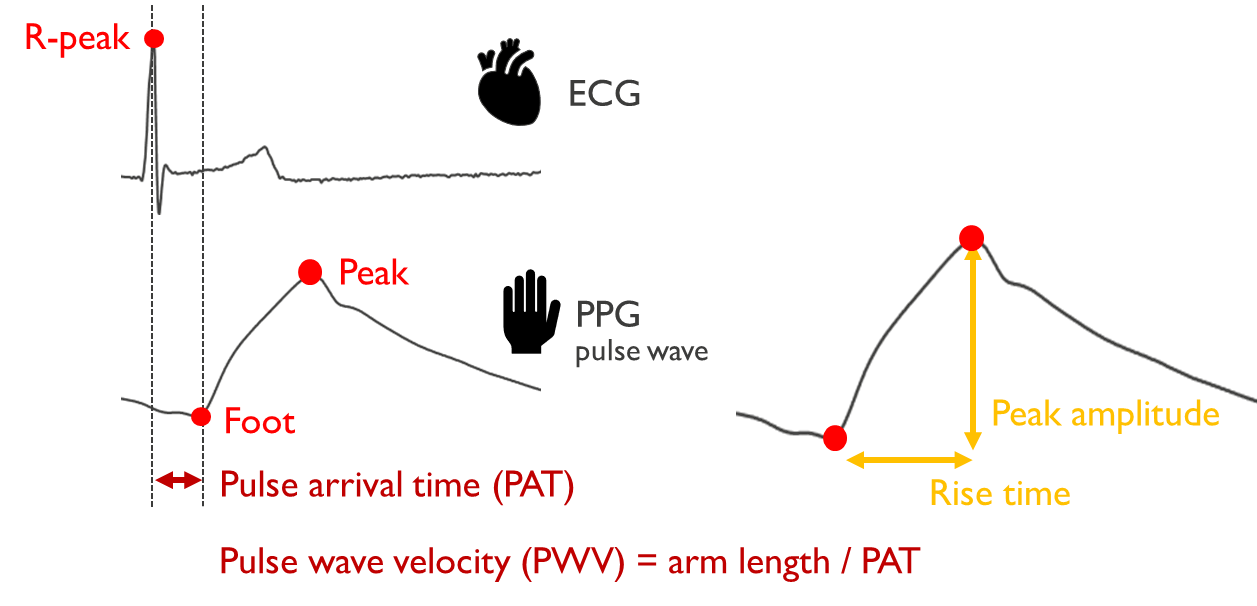 R-peak
ECG
Peak
PPG
pulse wave
Foot
Pulse arrival time (PAT)
Pulse wave velocity (PWV) = arm length / PAT
Peak amplitude
Rise time